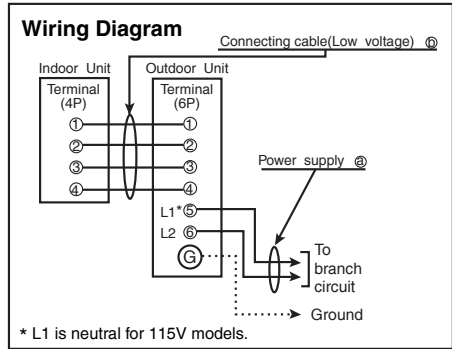 Wiring Diagram
Connecting cable(Low voltage) ⓑ
Indoor Unit Outdoor Unit
Terminal (4P)
Terminal (6P)
① ①
② ②
③ ③
④ ④
L1* ⑤
L2 ⑥
Ⓖ
Power supply ⓐ
To
branch
circuit
Ground
* L1 is neutral for 115V models.